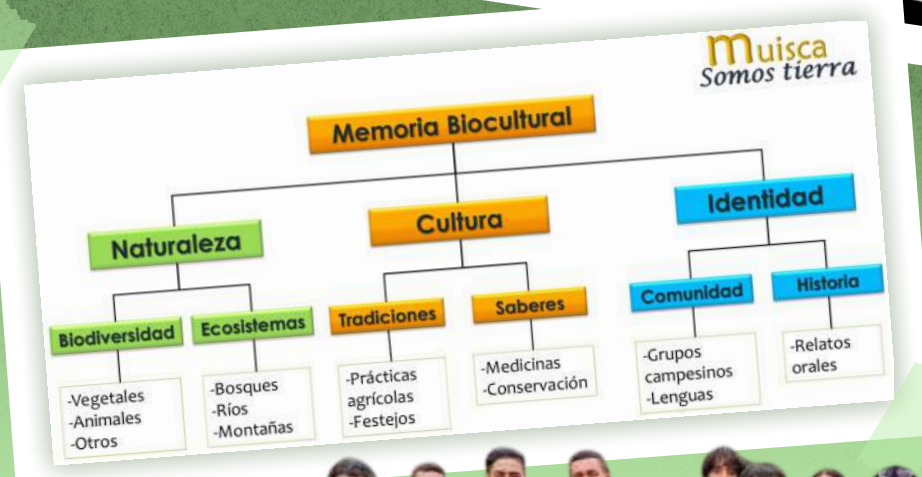 Muisca
Somos tierra
Memoria Biocultural
Naturaleza
Cultura
Identidad
Biodiversidad
Ecosistemas
Tradiciones
Saberes
Comunidad
Historia
-Vegetales
-Animales
-Otros
-Bosques
-Ríos
-Montañas
-Prácticas
agrícolas
-Festejos
-Medicinas
-Conservación
-Grupos
campesinos
-Lenguas
-Relatos
orales